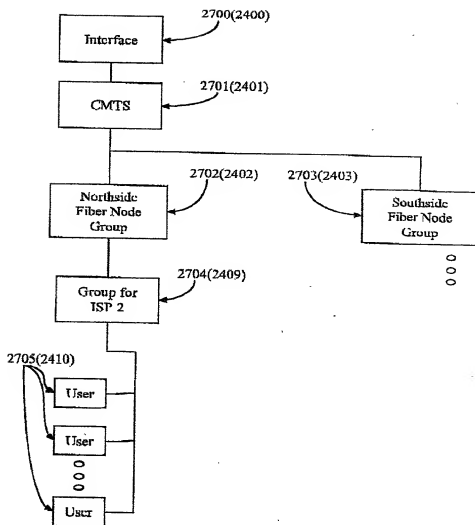 2700(2400)
Interface
2701(2401)
CMTS
2702(2402)
2703(2403)
Northside
Fiber Node
Group
Southside
Fiber Node
Group
2704(2409)
Group for
ISP 2
2705(2410)
User
User
User